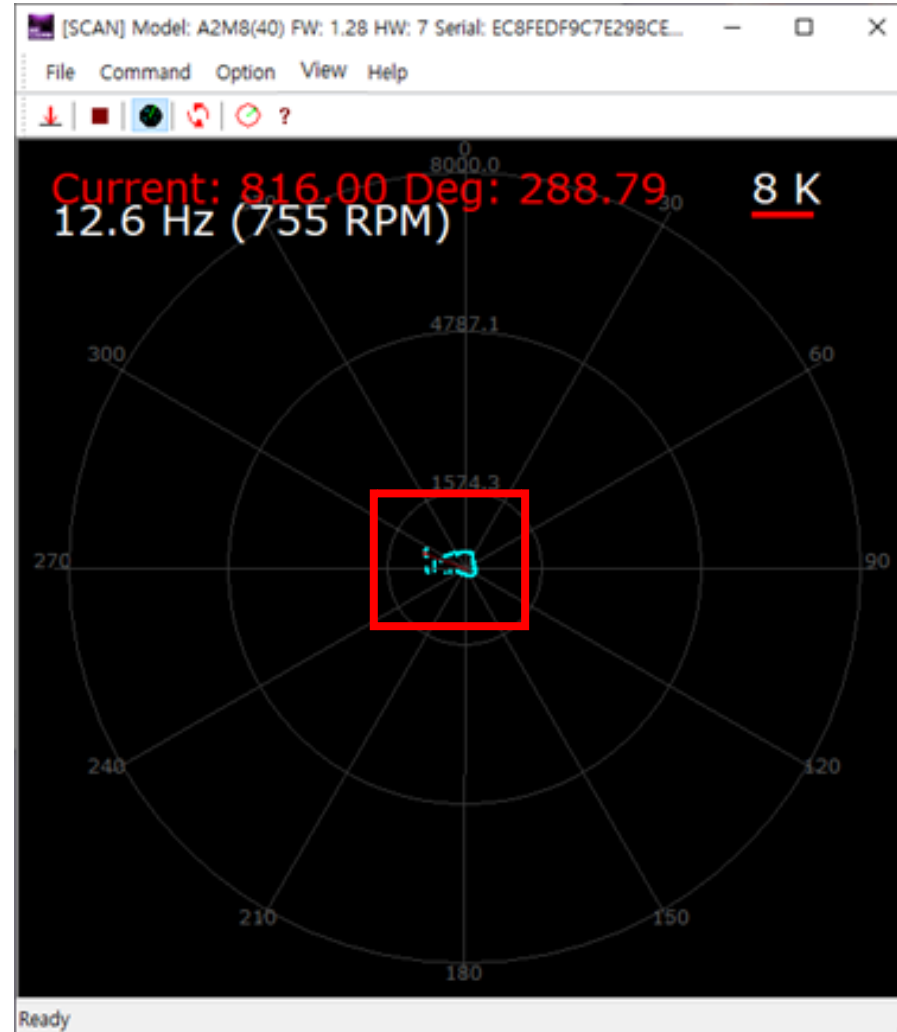 [SCAN] Model: A2M8(40) FW: 1.28 HW: 7 Serial: EC8FEDF9C7E298CE...
File Command Option View Help
?
0
8000.0
Current: 816.00 Deg: 288.79
30
8 K
12.6 Hz (755 RPM)
4787.1
300
60
1574.3
270
90
240
120
210
150
180
Ready